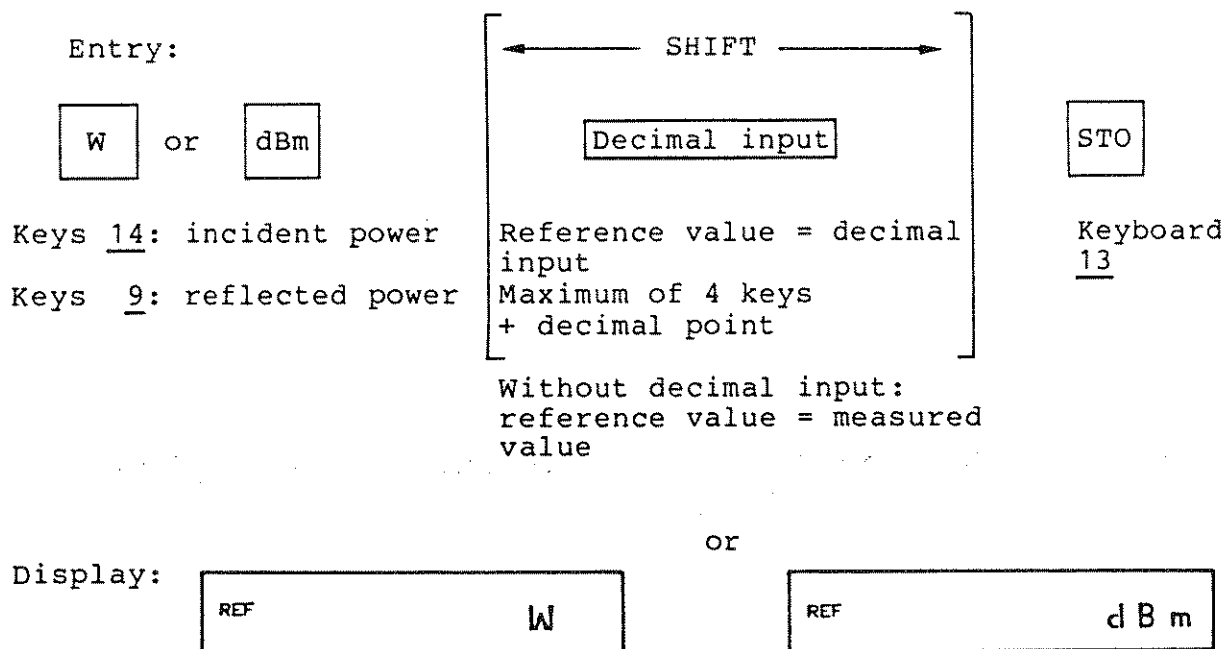 Entry:
SHIFT
W or dBm
Decimal input
STO
Keys 14: incident power
Keys 9: reflected power
Reference value = decimal
input
Maximum of 4 keys
+ decimal point
Keyboard
13
Without decimal input:
reference value = measured
value
or
Display:
REF W
REF dBm